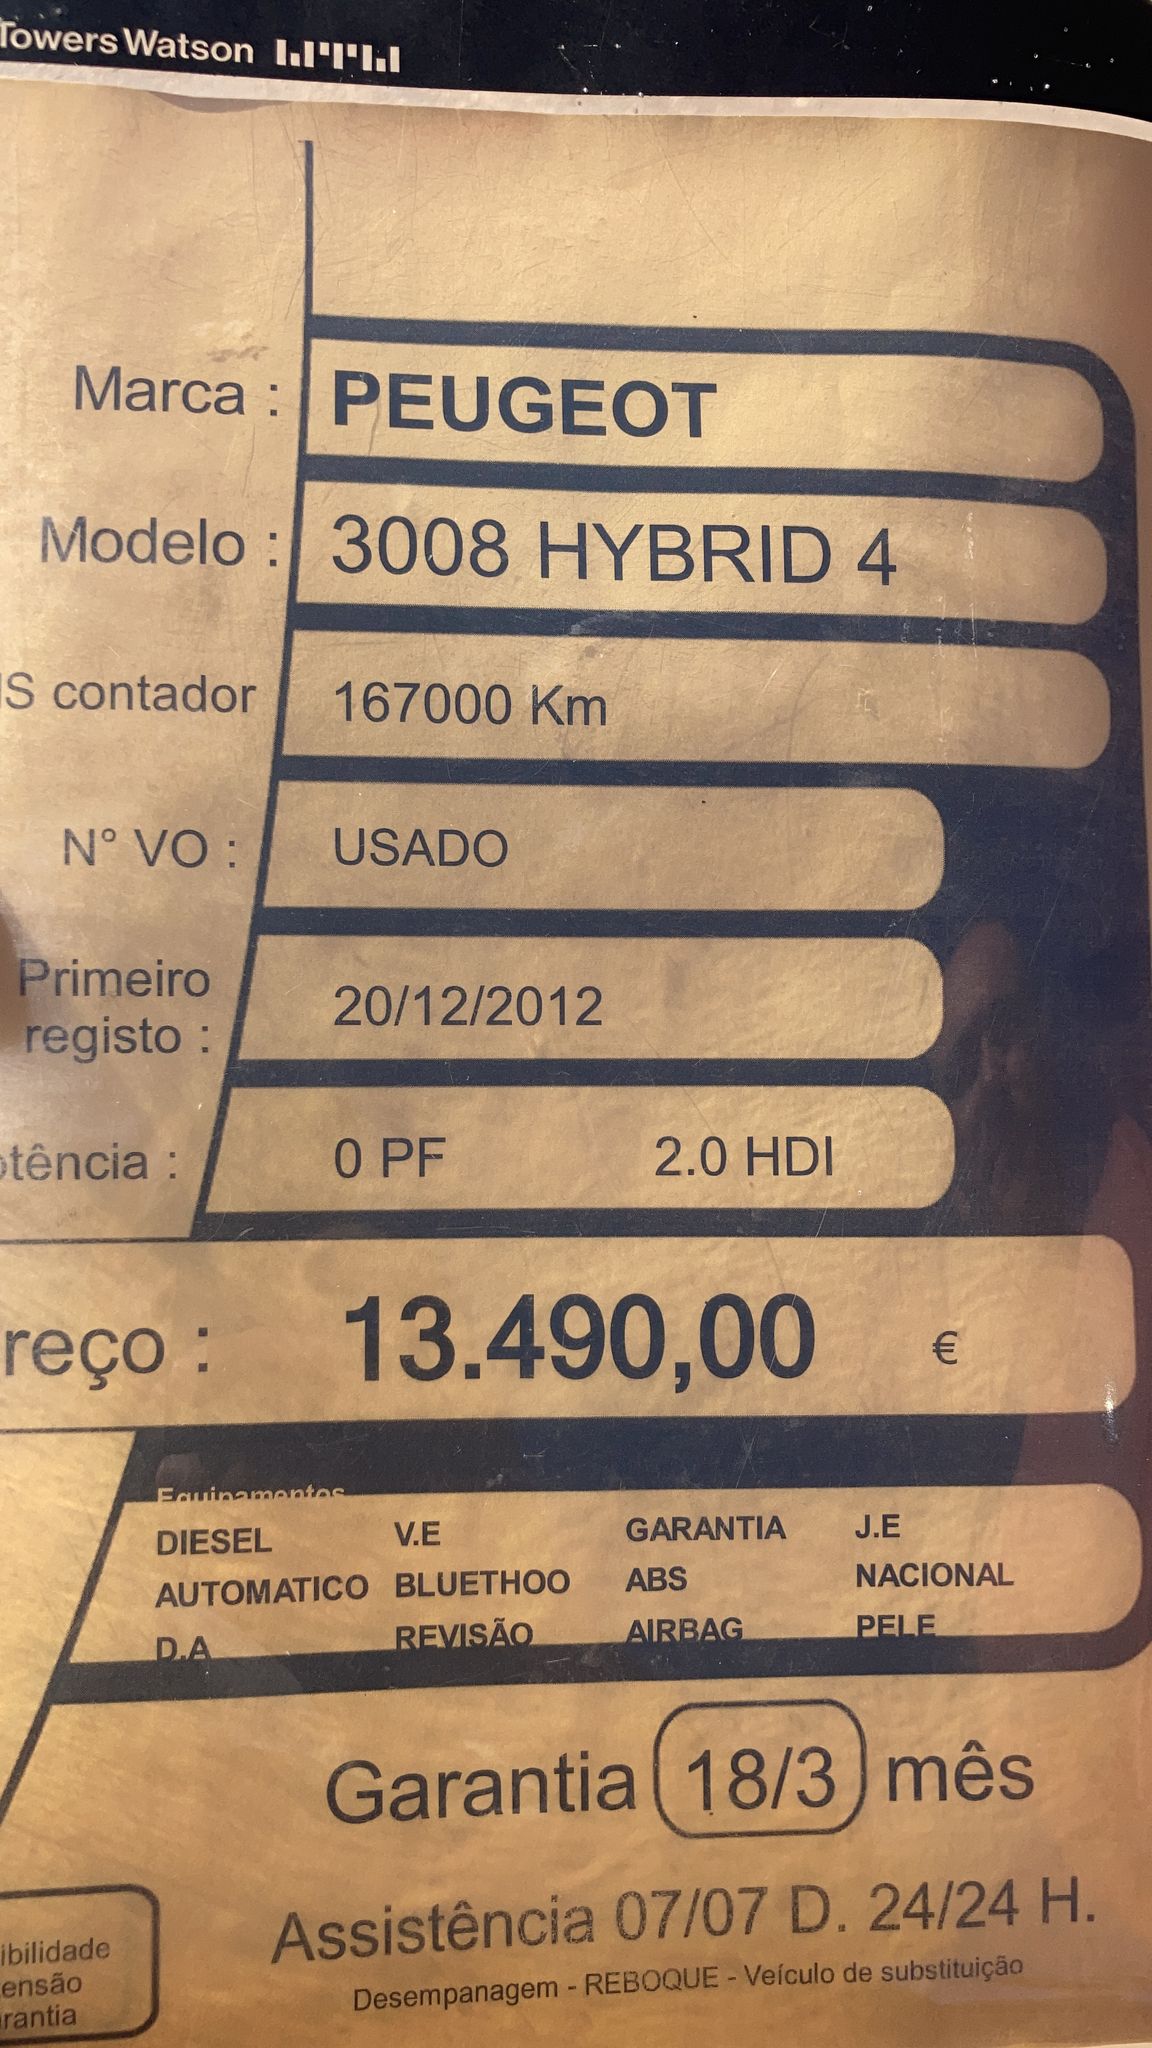 Towers Watson
Marca : PEUGEOT
Modelo : 3008 HYBRID 4
S contador 167000 Km
N° VO : USADO
Primeiro
registo : 20/12/2012
otência : 0 PF 2.0 HDI
reço : 13.490,00 €
Equipamentos
DIESEL V.E GARANTIA J.E
AUTOMATICO BLUETHOO ABS NACIONAL
D.A REVISÃO AIRBAG PELE
Garantia 18/3 mês
Assistência 07/07 D. 24/24 H.
Desempanagem - REBOQUE - Veículo de substituição
ibilidade
ensão
rantia